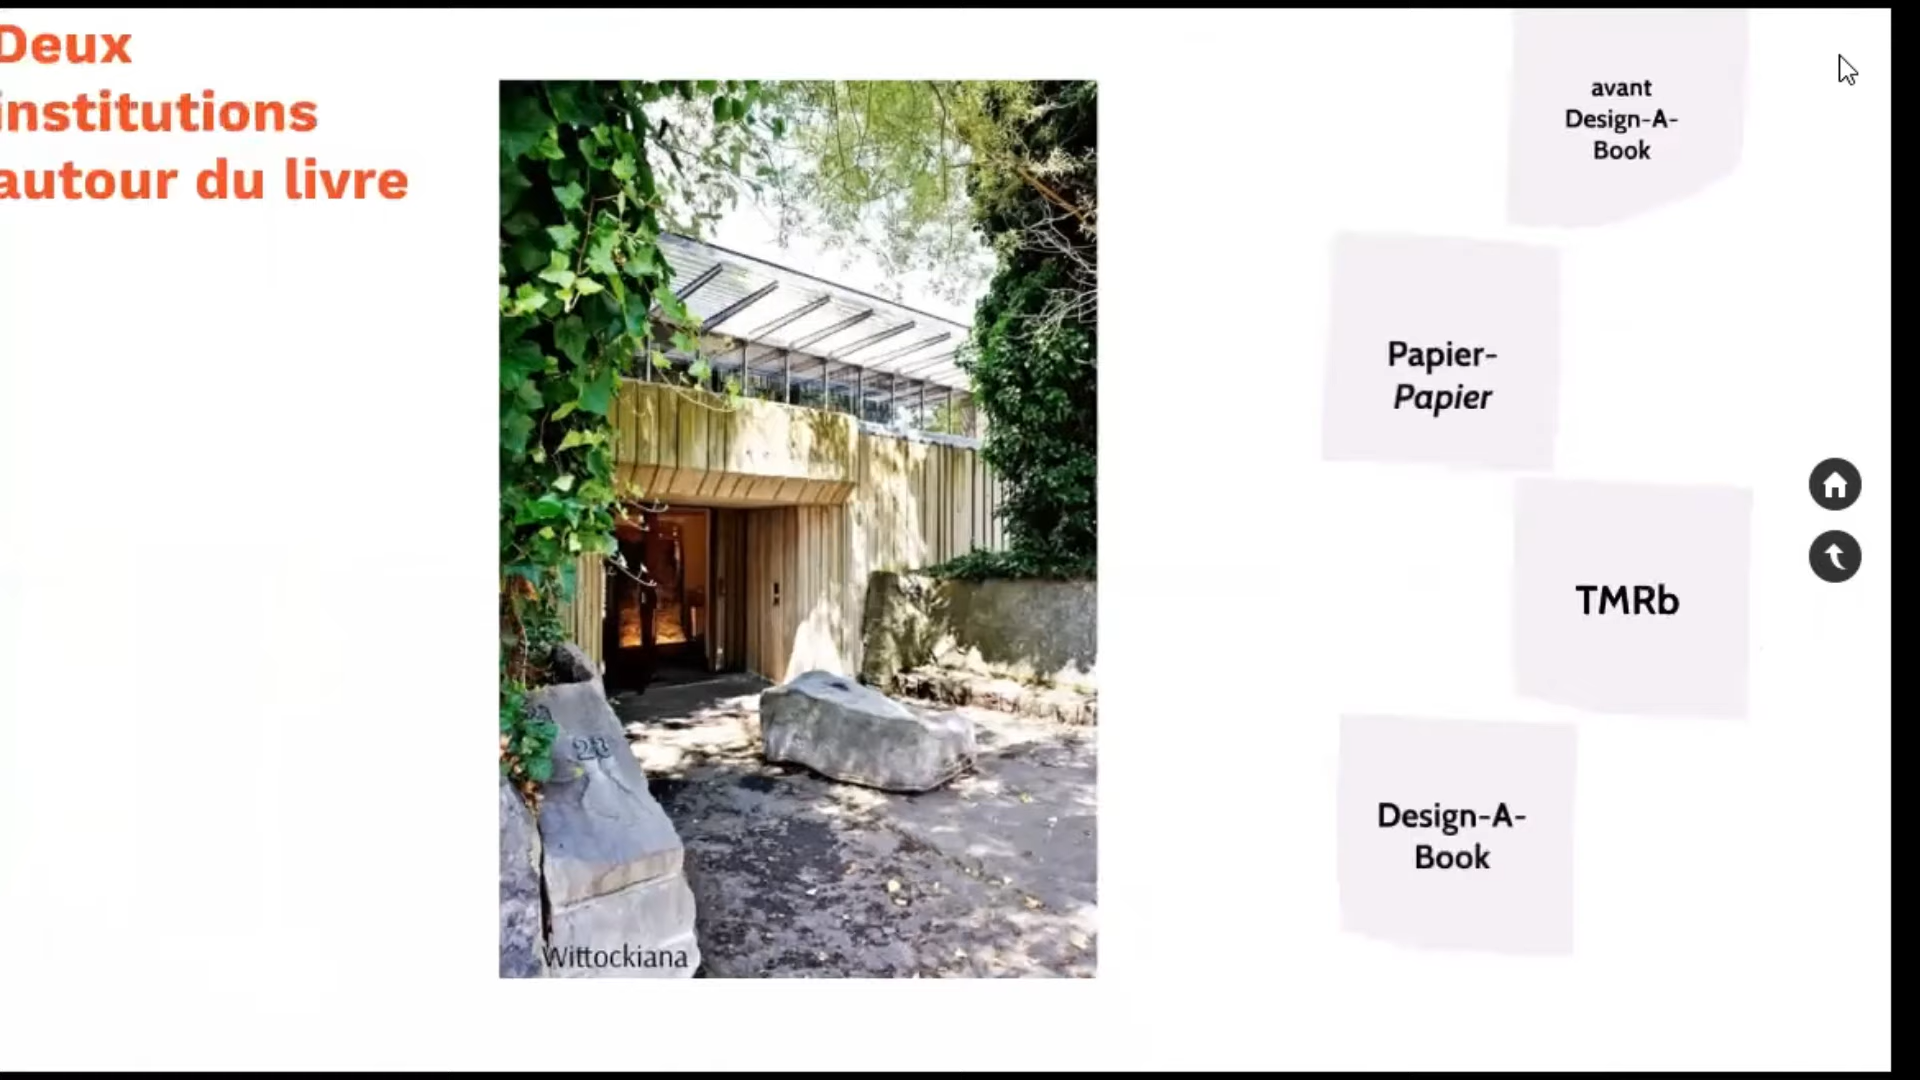 Deux
institutions
autour du livre
avant
Design-A-
Book
Papier-
Papier
TMRb
Design-A-
Book
23
Wittockiana